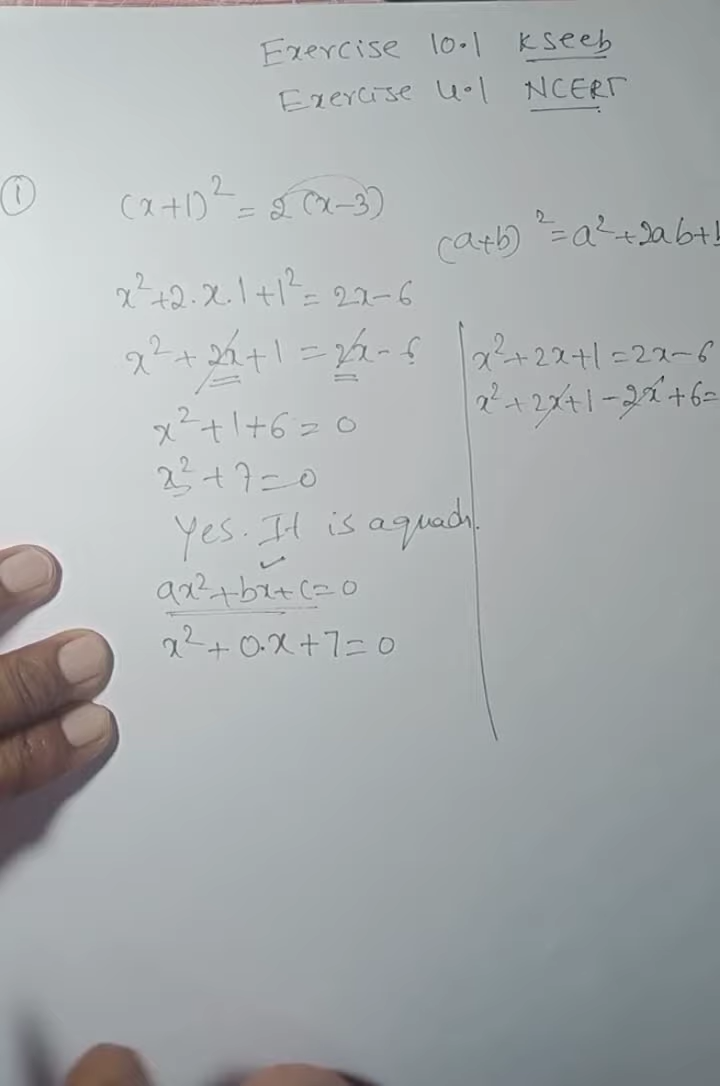 Exercise 10.1 kseeb
Exercise 4.1 NCERT
① (x+1)² = 2(x-3)
(a+b)² = a²+2ab+
x²+2.x.1+1² = 2x-6
x²+2x+1 = 2x-6
x²+1+6 = 0
x²+7=0
Yes. It is a quad.
ax²+bx+c=0
x²+0.x+7=0
x²+2x+1=2x-6
x²+2x+1-2x+6=